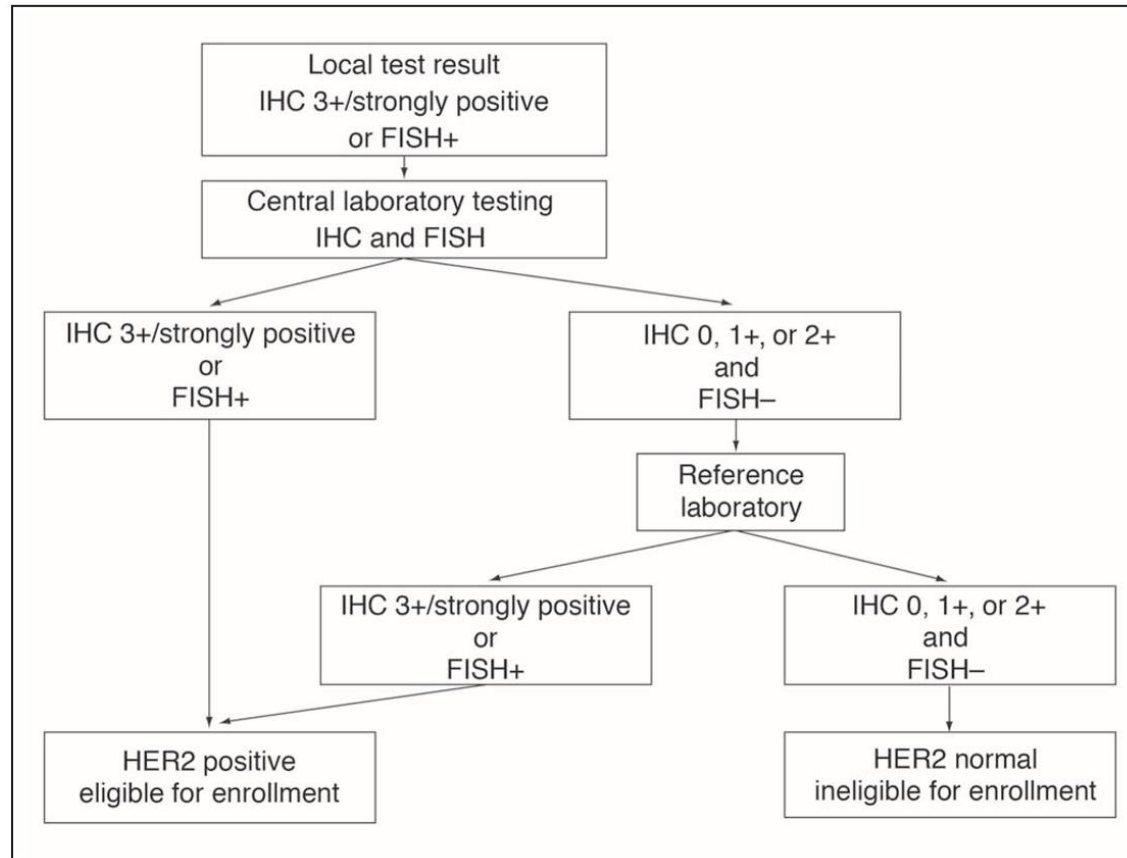 Local test result
IHC 3+/strongly positive
or FISH+
Central laboratory testing
IHC and FISH
IHC 3+/strongly positive
or
FISH+
IHC 0, 1+, or 2+
and
FISH–
Reference
laboratory
IHC 3+/strongly positive
or
FISH+
IHC 0, 1+, or 2+
and
FISH–
HER2 positive
eligible for enrollment
HER2 normal
ineligible for enrollment